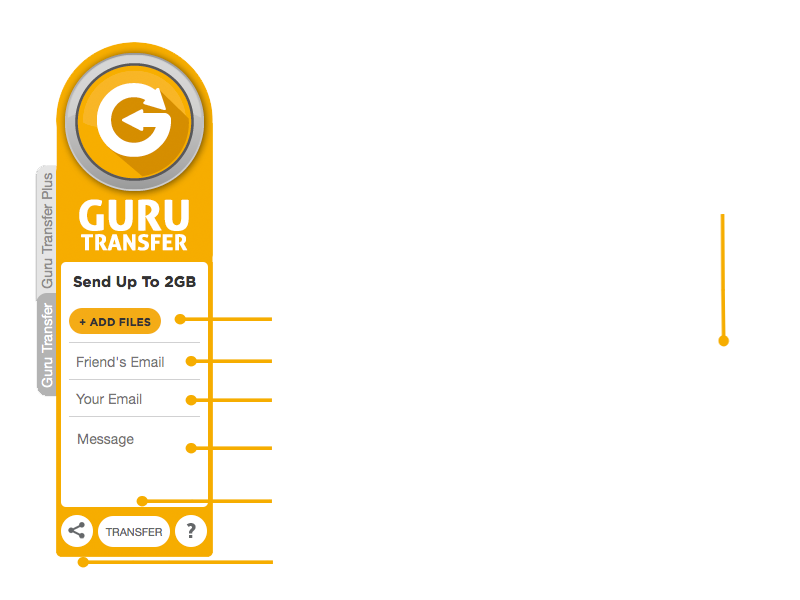 GURU
TRANSFER
Guru Transfer Plus
Guru Transfer
Send Up To 2GB
+ ADD FILES
Friend's Email
Your Email
Message
TRANSFER
?